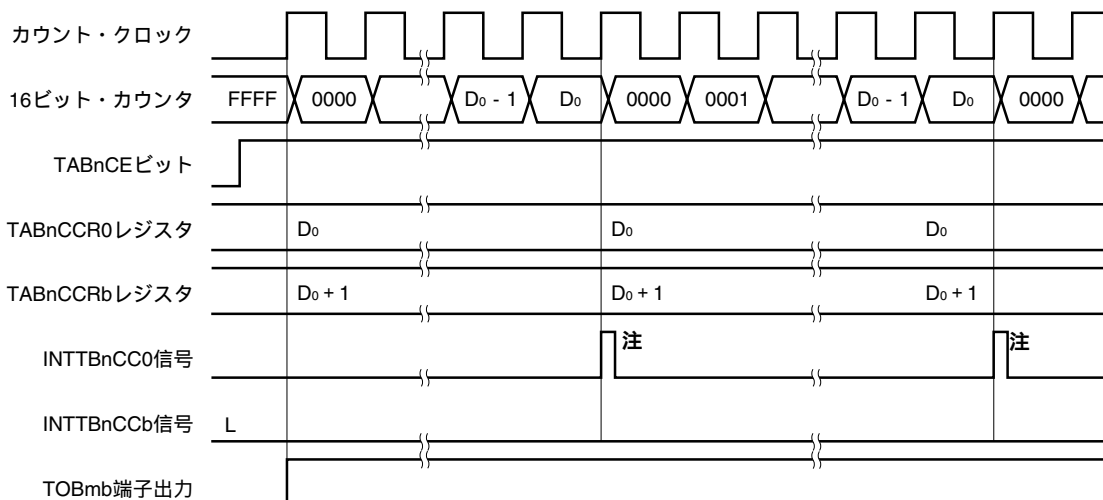 カウント・クロック
16ビット・カウンタ FFFF 0000 D0 - 1 D0 0000 0001 D0 - 1 D0 0000
TABnCEビット
TABnCCR0レジスタ D0 D0 D0
TABnCCRbレジスタ D0 + 1 D0 + 1 D0 + 1
INTTBnCC0信号 注 注
INTTBnCCb信号 L
TOBmb端子出力